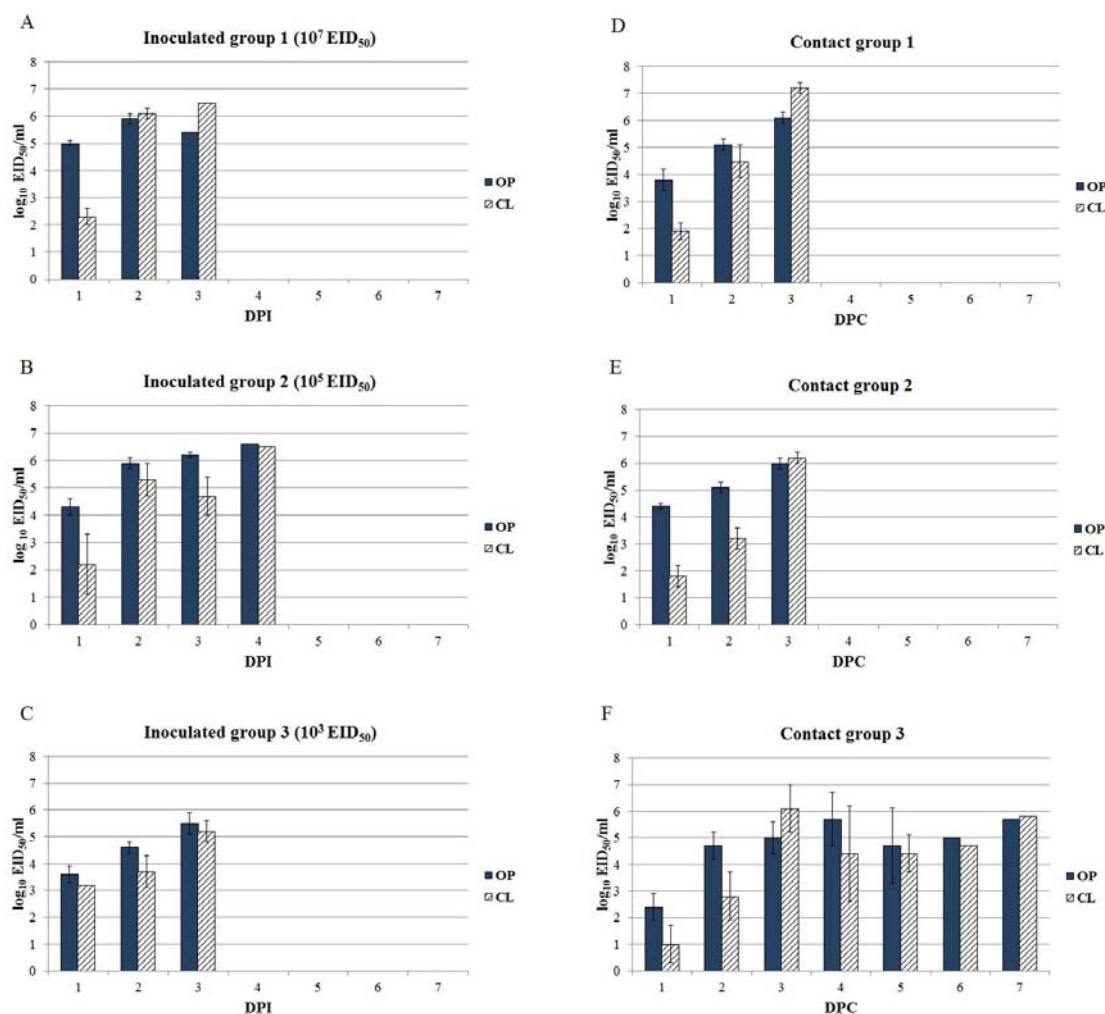 A
Inoculated group 1 (10⁷ EID₅₀)
log₁₀ EID₅₀/ml
8
7
6
5
4
3
2
1
0
1 2 3 4 5 6 7
DPI
OP
CL
B
Inoculated group 2 (10⁵ EID₅₀)
log ₁₀ EID₅₀/ml
8
7
6
5
4
3
2
1
0
1 2 3 4 5 6 7
DPI
OP
CL
C
Inoculated group 3 (10³ EID₅₀)
log₁₀ EID₅₀/ml
8
7
6
5
4
3
2
1
0
1 2 3 4 5 6 7
DPI
OP
CL
D
Contact group 1
log₁₀ EID₅₀/ml
8
7
6
5
4
3
2
1
0
1 2 3 4 5 6 7
DPC
OP
CL
E
Contact group 2
log₁₀ EID₅₀/ml
8
7
6
5
4
3
2
1
0
1 2 3 4 5 6 7
DPC
OP
CL
F
Contact group 3
log₁₀ EID₅₀/ml
8
7
6
5
4
3
2
1
0
1 2 3 4 5 6 7
DPC
OP
CL